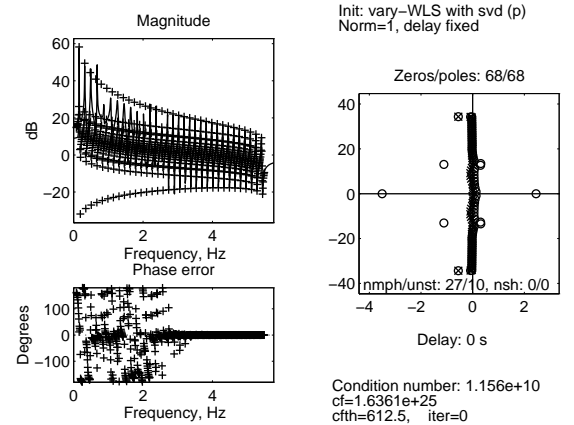 Magnitude
60
40
20
0
−20
dB
0
2
4
Frequency, Hz
Phase error
100
0
−100
Degrees
0
2
4
Frequency, Hz
Init: vary−WLS with svd (p)
Norm=1, delay fixed
Zeros/poles: 68/68
40
20
0
−20
−40
nmph/unst: 27/10, nsh: 0/0
−4
−2
0
2
Delay: 0 s
Condition number: 1.156e+10
cf=1.6361e+25
cfth=612.5, iter=0